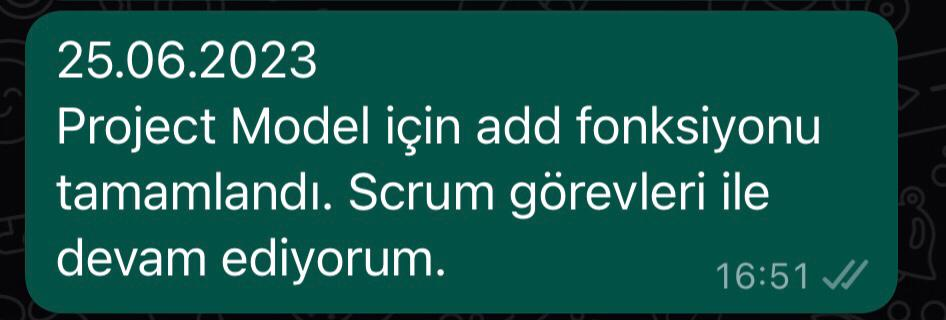 25.06.2023
Project Model için add fonksiyonu
tamamlandı. Scrum görevleri ile
devam ediyorum.
16:51